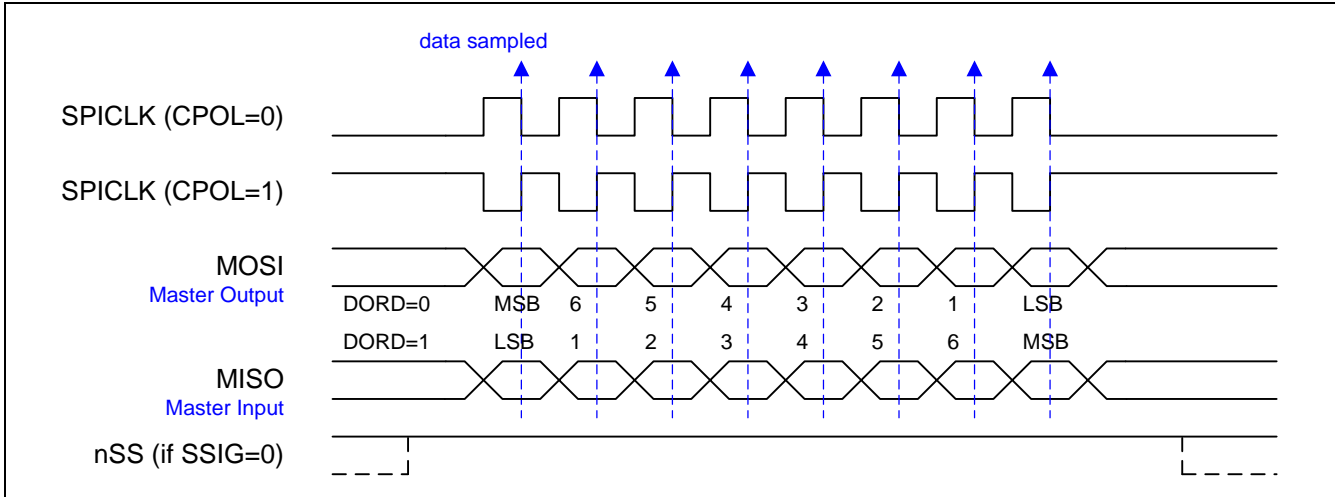 data sampled
SPICLK (CPOL=0)
SPICLK (CPOL=1)
MOSI
Master Output
DORD=0 MSB 6 5 4 3 2 1 LSB
DORD=1 LSB 1 2 3 4 5 6 MSB
MISO
Master Input
nSS (if SSIG=0)